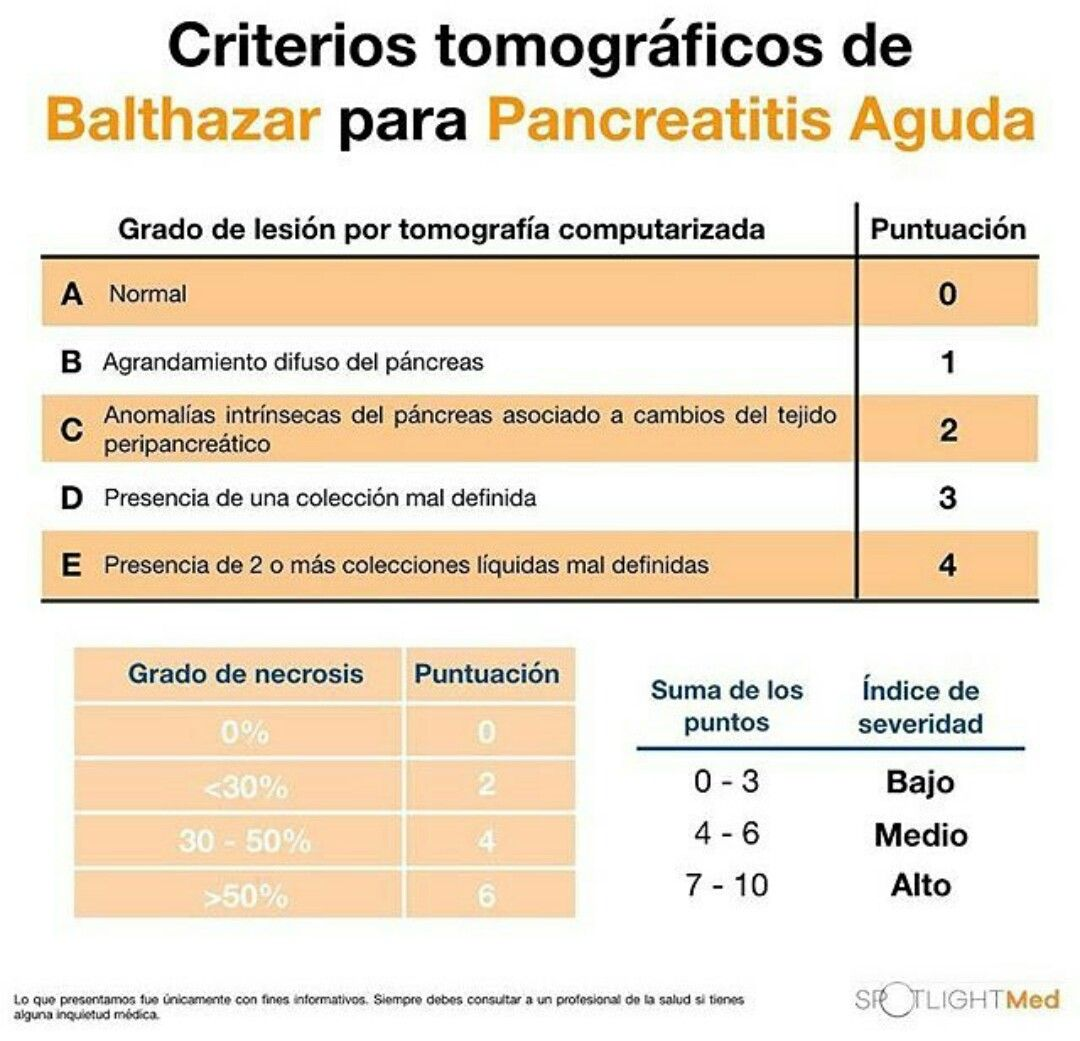 Criterios tomográficos de
Balthazar para Pancreatitis Aguda
Grado de lesión por tomografía computarizada Puntuación
A Normal 0
B Agrandamiento difuso del páncreas 1
C Anomalías intrínsecas del páncreas asociado a cambios del tejido
peripancreático 2
D Presencia de una colección mal definida 3
E Presencia de 2 o más colecciones líquidas mal definidas 4
Grado de necrosis Puntuación
0% 0
<30% 2
30 - 50% 4
>50% 6
Suma de los
puntos
Índice de
severidad
0 - 3 Bajo
4 - 6 Medio
7 - 10 Alto
Lo que presentamos fue únicamente con fines informativos. Siempre debes consultar a un profesional de la salud si tienes
alguna inquietud médica.
SPOTLIGHTMed